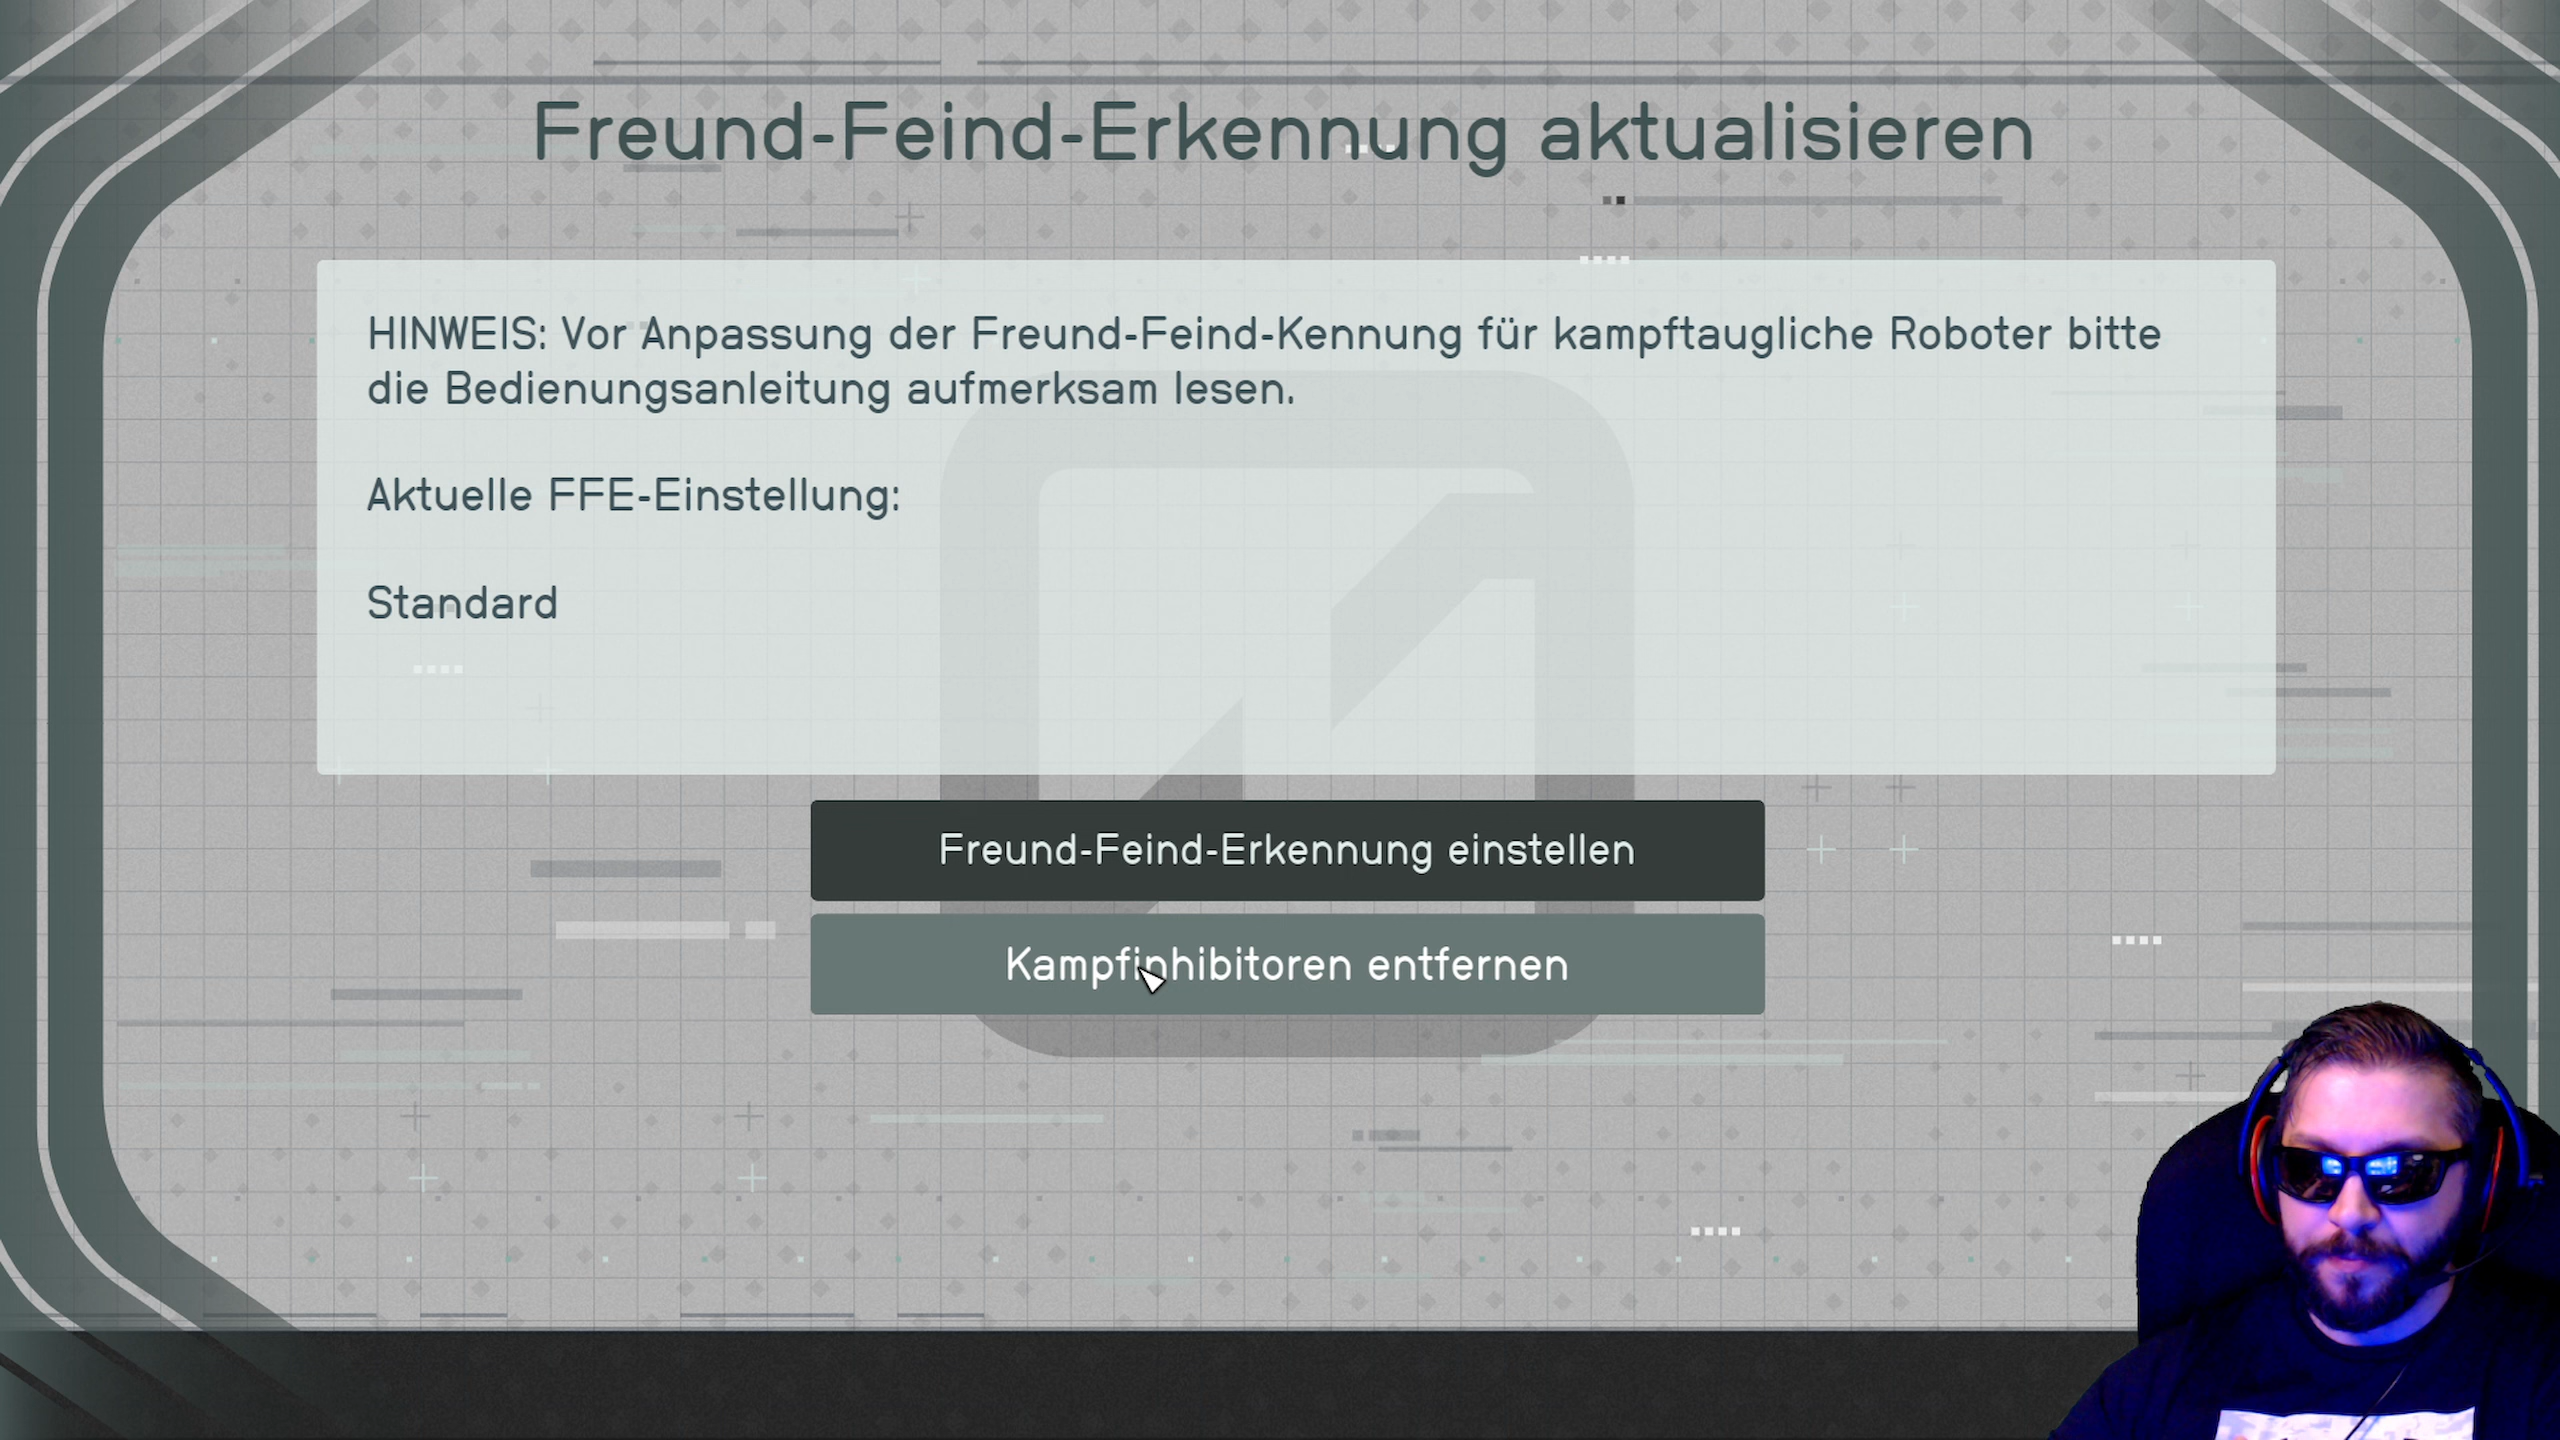 Freund-Feind-Erkennung aktualisieren
HINWEIS: Vor Anpassung der Freund-Feind-Kennung für kampftaugliche Roboter bitte
die Bedienungsanleitung aufmerksam lesen.
Aktuelle FFE-Einstellung:
Standard
Freund-Feind-Erkennung einstellen
Kampfinhibitoren entfernen